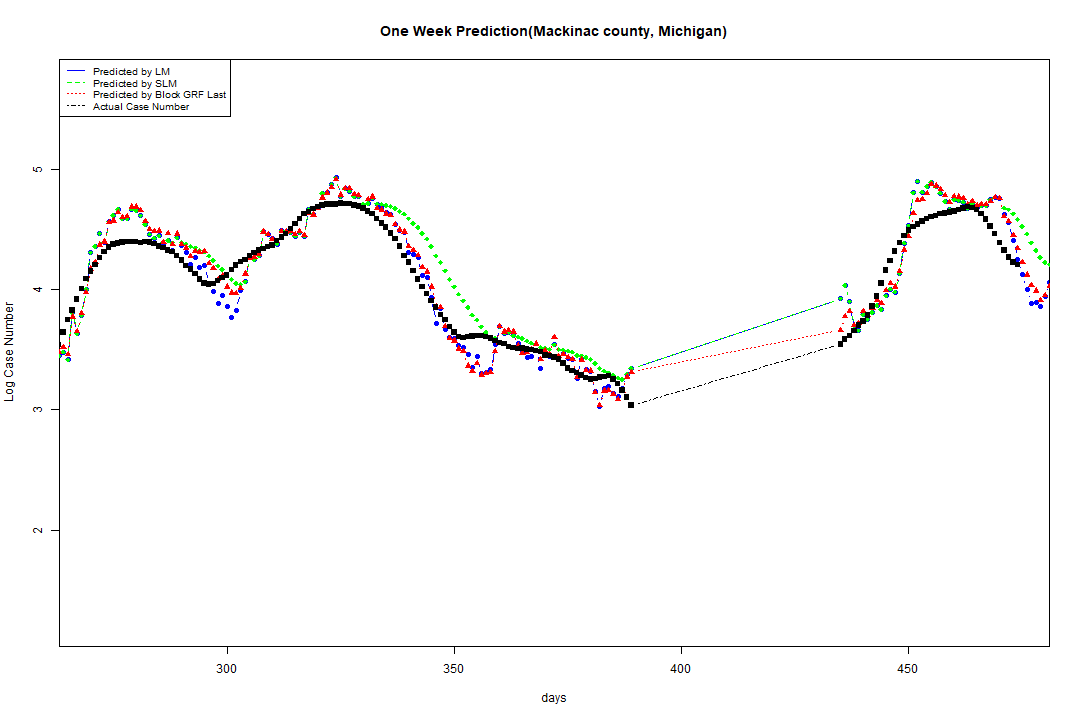 One Week Prediction(Mackinac county, Michigan)
Predicted by LM
Predicted by SLM
Predicted by Block GRF Last
Actual Case Number
5
4
3
2
Log Case Number
300 350 400 450
days